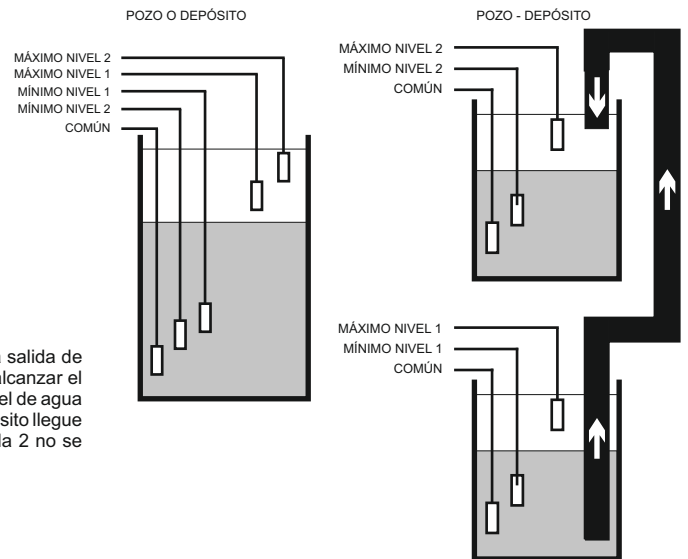 POZO O DEPÓSITO
MÁXIMO NIVEL 2
MÁXIMO NIVEL 1
MÍNIMO NIVEL 1
MÍNIMO NIVEL 2
COMÚN
salida de
alcanzar el
el de agua
sito llegue
la 2 no se
POZO - DEPÓSITO
MÁXIMO NIVEL 2
MÍNIMO NIVEL 2
COMÚN
MÁXIMO NIVEL 1
MÍNIMO NIVEL 1
COMÚN